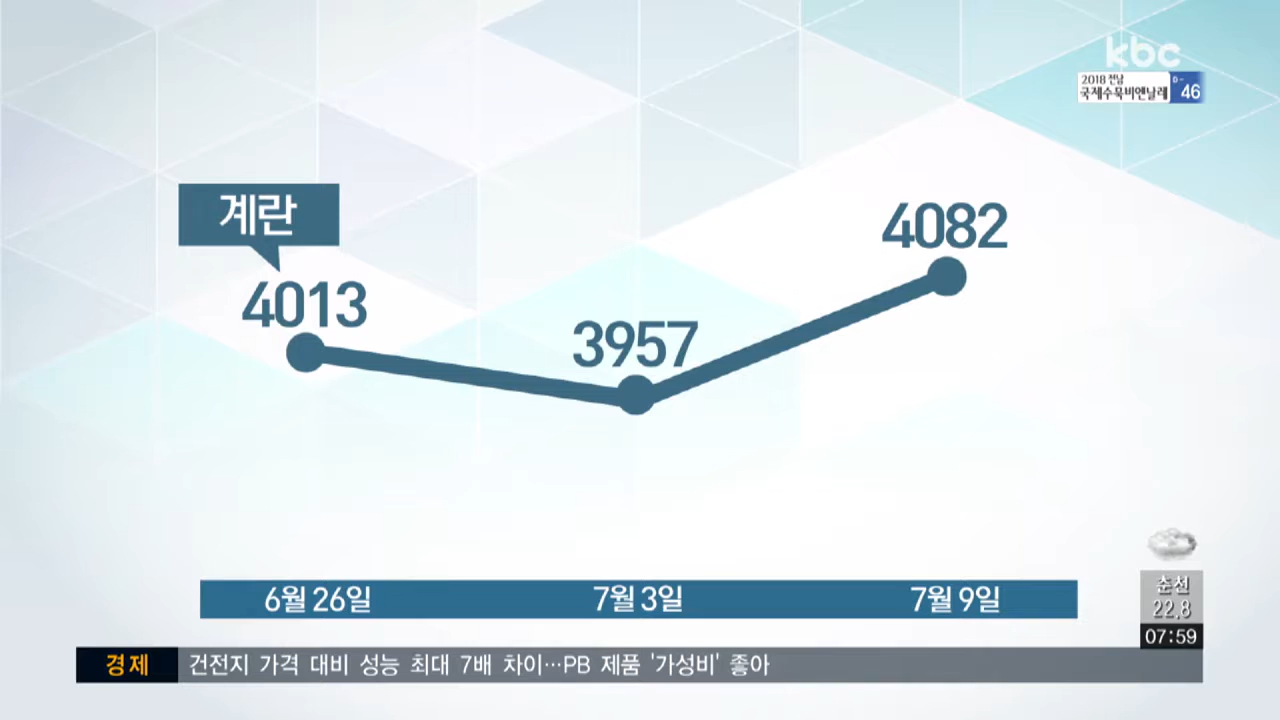 kbc
2018 전남
국제수묵비엔날레
D-46
계란
4013
3957
4082
6월 26일 7월 3일 7월 9일
순천
22.8
07:59
경제 건전지 가격 대비 성능 최대 7배 차이…PB 제품 '가성비' 좋아